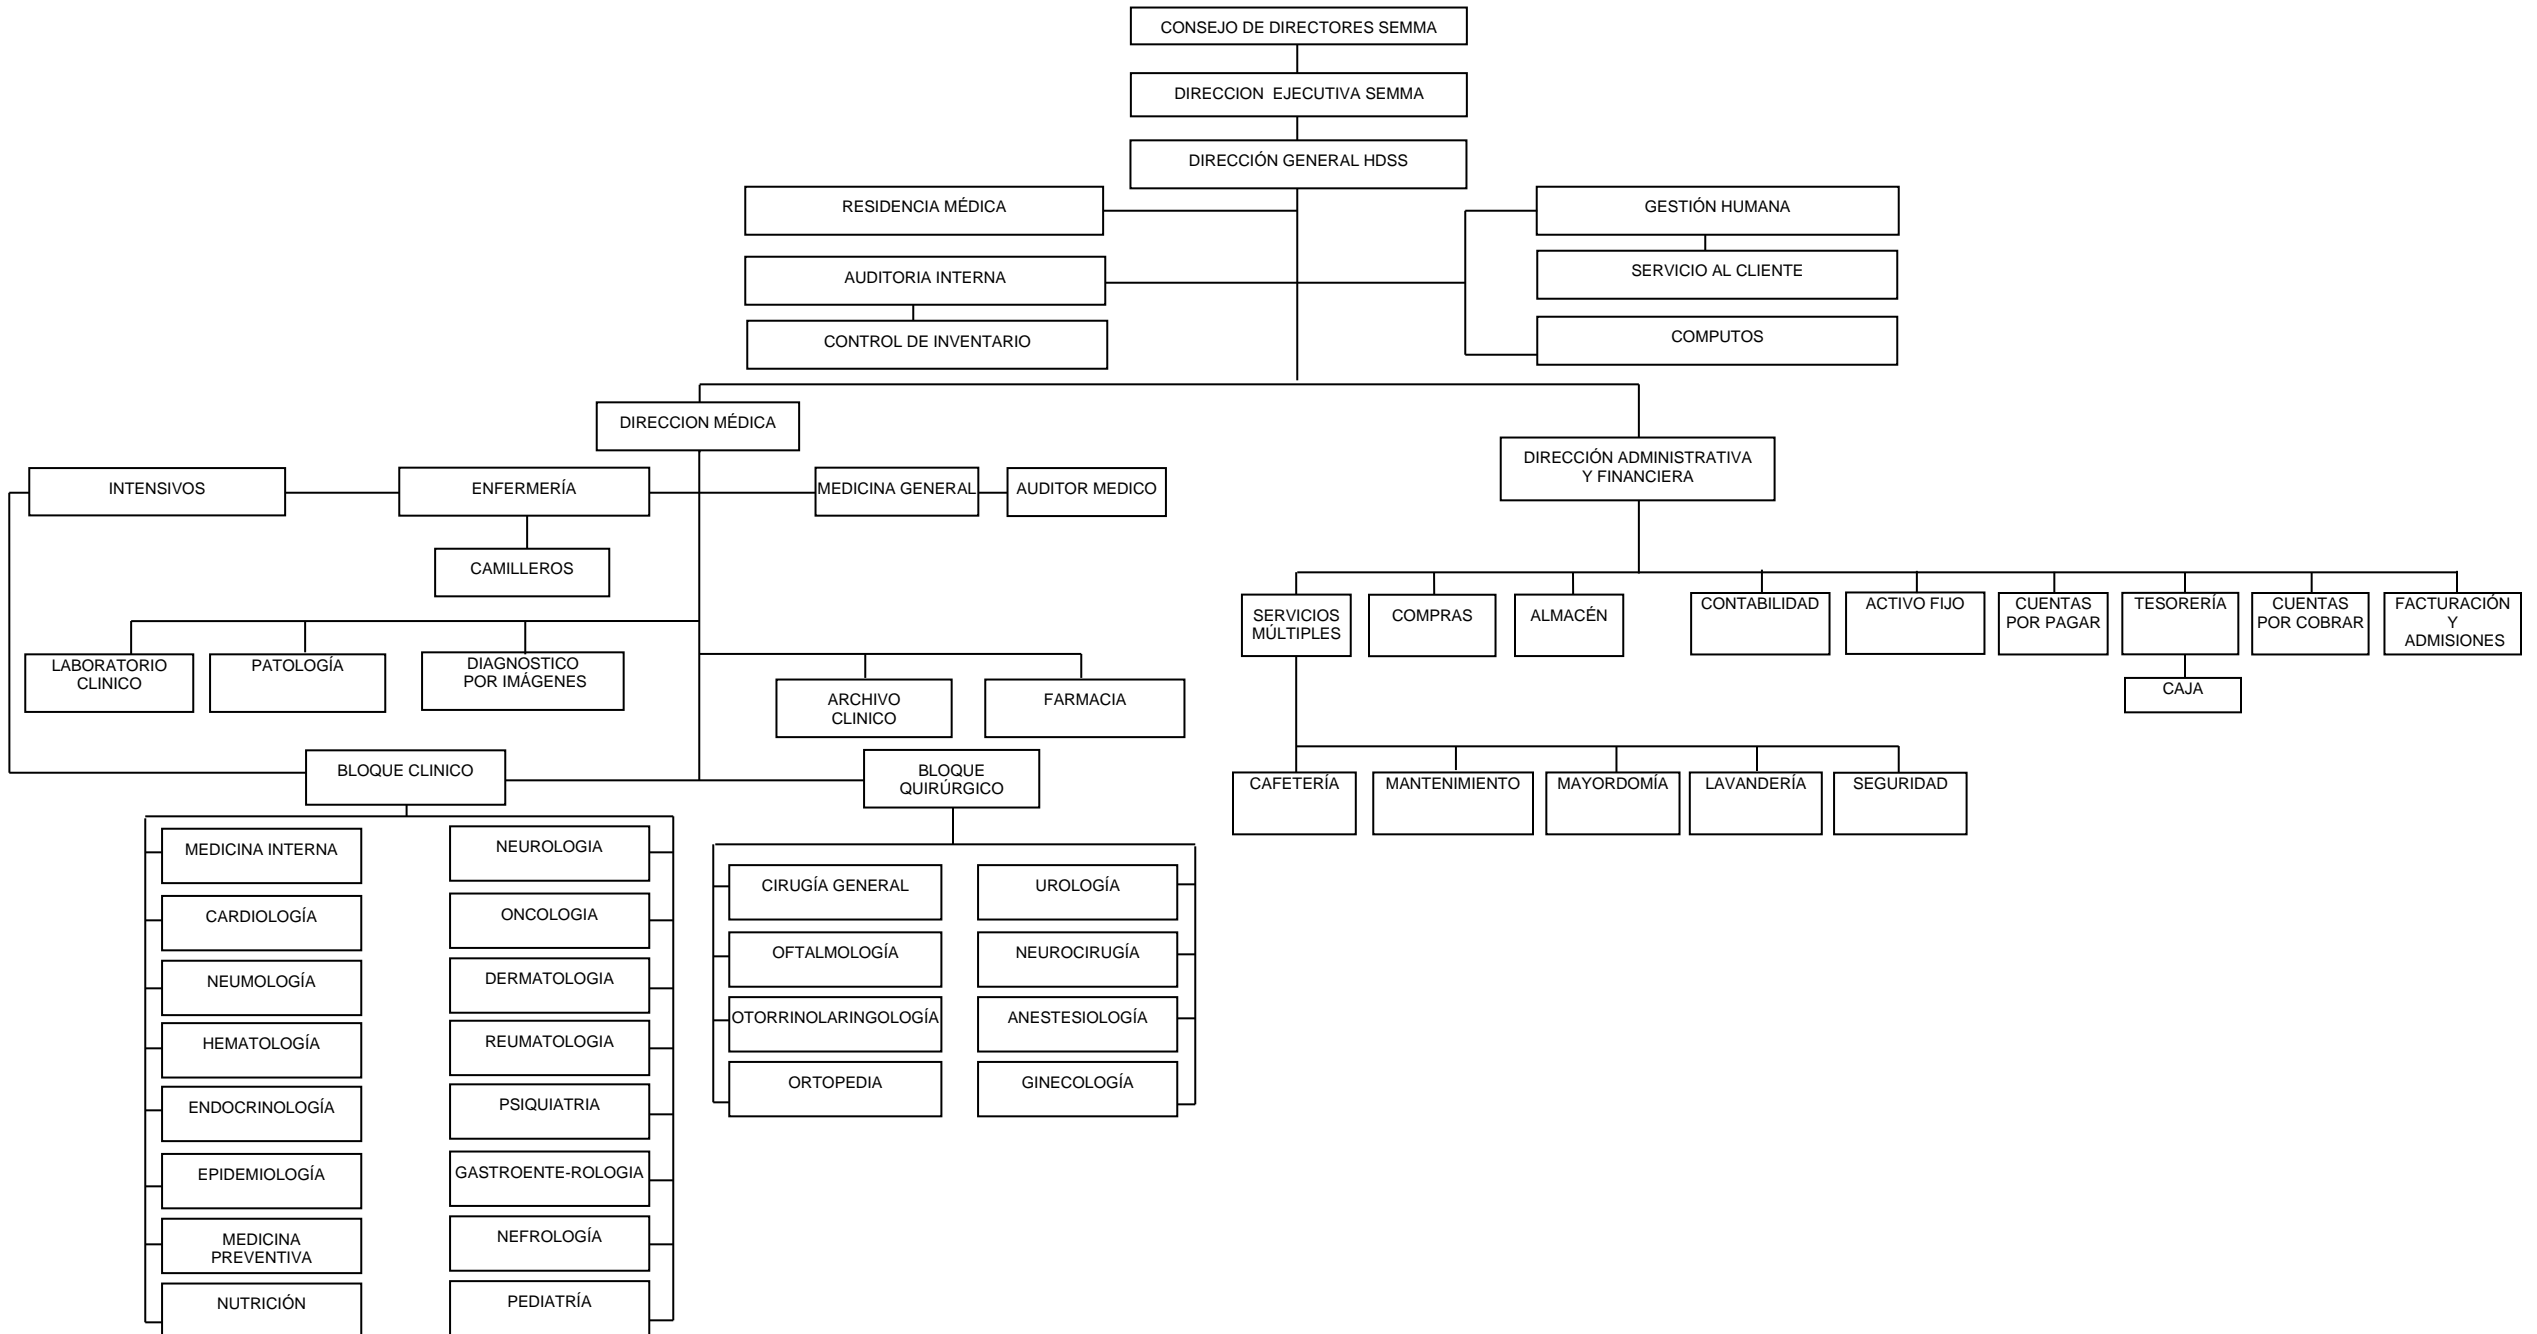 CONSEJO DE DIRECTORES SEMMA
DIRECCION EJECUTIVA SEMMA
DIRECCIÓN GENERAL HDSS
RESIDENCIA MÉDICA
GESTIÓN HUMANA
AUDITORIA INTERNA
SERVICIO AL CLIENTE
CONTROL DE INVENTARIO
COMPUTOS
DIRECCION MÉDICA
DIRECCIÓN ADMINISTRATIVA
Y FINANCIERA
INTENSIVOS
ENFERMERÍA
MEDICINA GENERAL
AUDITOR MEDICO
CAMILLEROS
SERVICIOS
MÚLTIPLES
COMPRAS
ALMACÉN
CONTABILIDAD
ACTIVO FIJO
CUENTAS
POR PAGAR
TESORERÍA
CUENTAS
POR COBRAR
FACTURACIÓN
Y
ADMISIONES
LABORATORIO
CLINICO
PATOLOGÍA
DIAGNOSTICO
POR IMÁGENES
ARCHIVO
CLINICO
FARMACIA
CAJA
BLOQUE CLINICO
BLOQUE
QUIRÚRGICO
CAFETERÍA
MANTENIMIENTO
MAYORDOMÍA
LAVANDERÍA
SEGURIDAD
MEDICINA INTERNA
NEUROLOGIA
CARDIOLOGÍA
ONCOLOGIA
NEUMOLOGÍA
DERMATOLOGIA
HEMATOLOGÍA
REUMATOLOGIA
ENDOCRINOLOGÍA
PSIQUIATRIA
EPIDEMIOLOGÍA
GASTROENTE-ROLOGIA
MEDICINA
PREVENTIVA
NEFROLOGÍA
NUTRICIÓN
PEDIATRÍA
CIRUGÍA GENERAL
UROLOGÍA
OFTALMOLOGÍA
NEUROCIRUGÍA
OTORRINOLARINGOLOGÍA
ANESTESIOLOGÍA
ORTOPEDIA
GINECOLOGÍA